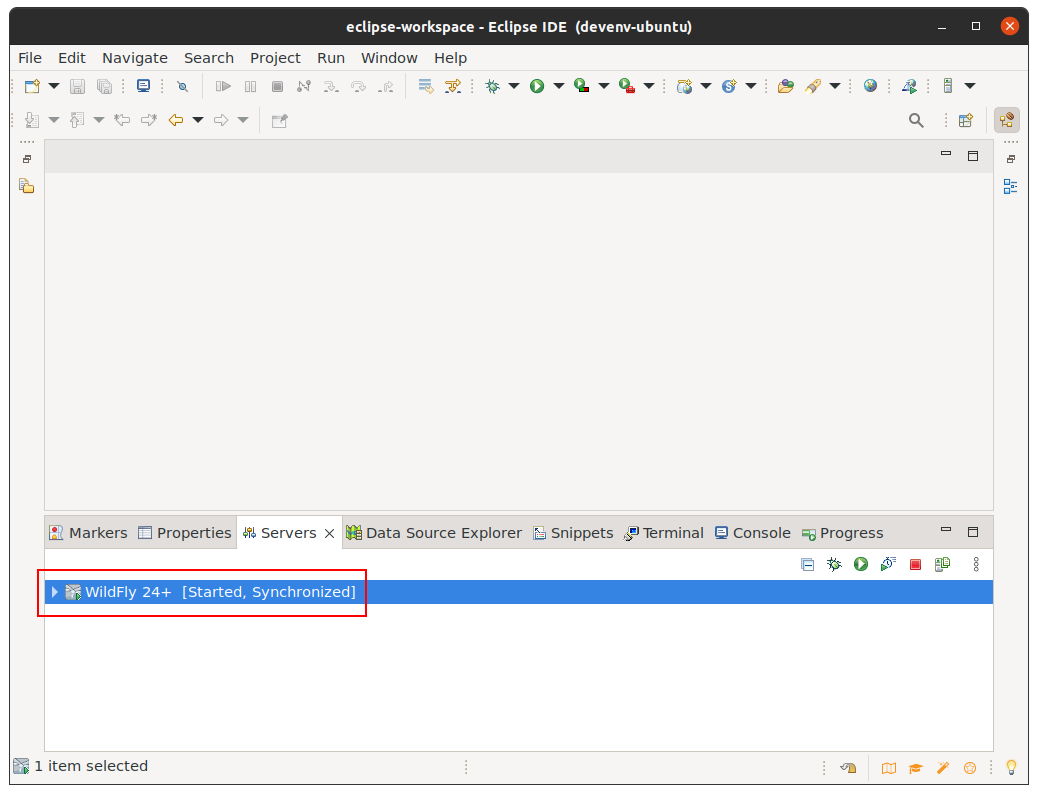 eclipse-workspace - Eclipse IDE (devenv-ubuntu)
File Edit Navigate Search Project Run Window Help
Markers Properties Servers Data Source Explorer Snippets Terminal Console Progress
WildFly 24+ [Started, Synchronized]
1 item selected